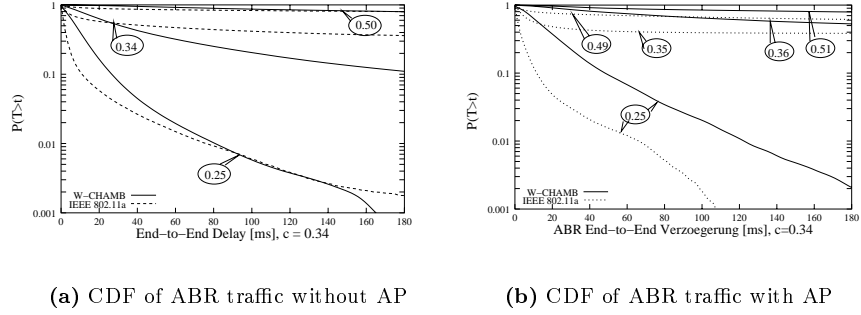 1
0.1
0.01
0.001
P(T>t)
0.50
0.34
0.25
W−CHAMB
IEEE 802.11a
0 20 40 60 80 100 120 140 160 180
End−to−End Delay [ms], c = 0.34
(a) CDF of ABR traffic without AP
1
0.1
0.01
0.001
P(T>t)
0.49
0.35
0.36
0.51
0.25
W−CHAMB
IEEE 802.11a
0 20 40 60 80 100 120 140 160 180
ABR End−to−End Verzoegerung [ms], c=0.34
(b) CDF of ABR traffic with AP